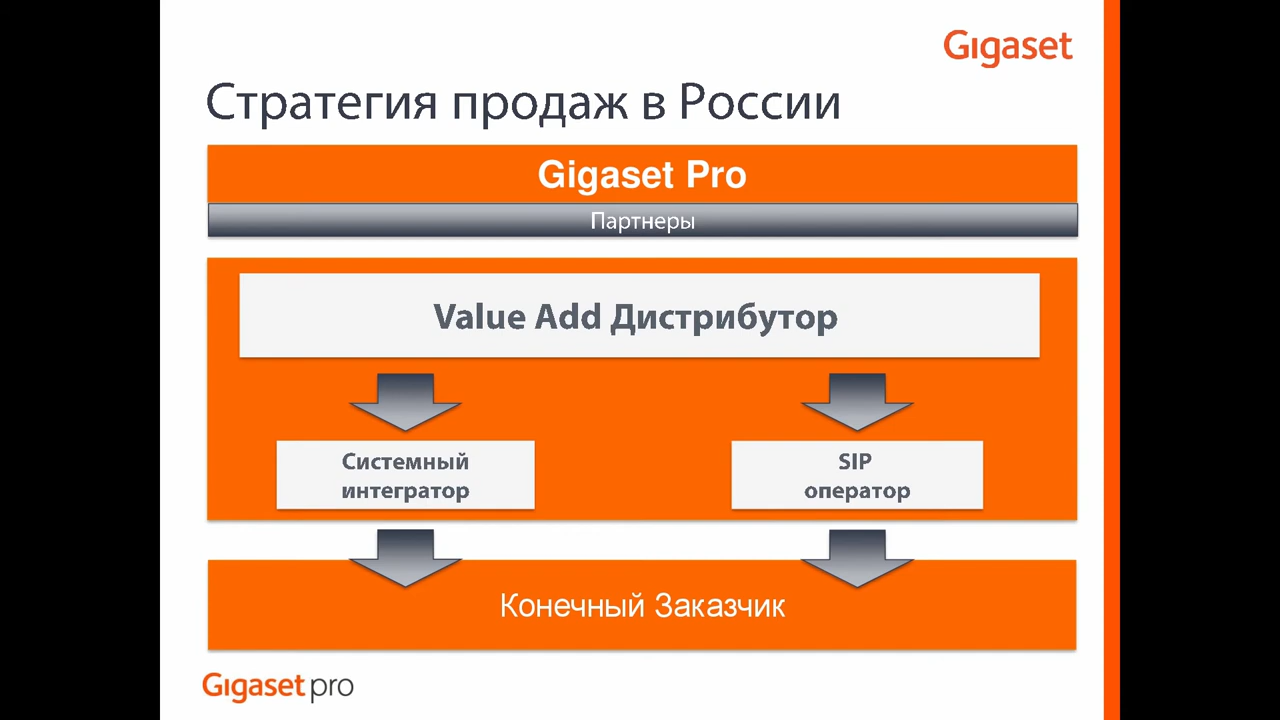 Gigaset
Стратегия продаж в России
Gigaset Pro
Партнеры
Value Add Дистрибутор
Системный
интегратор
SIP
оператор
Конечный Заказчик
Gigaset pro